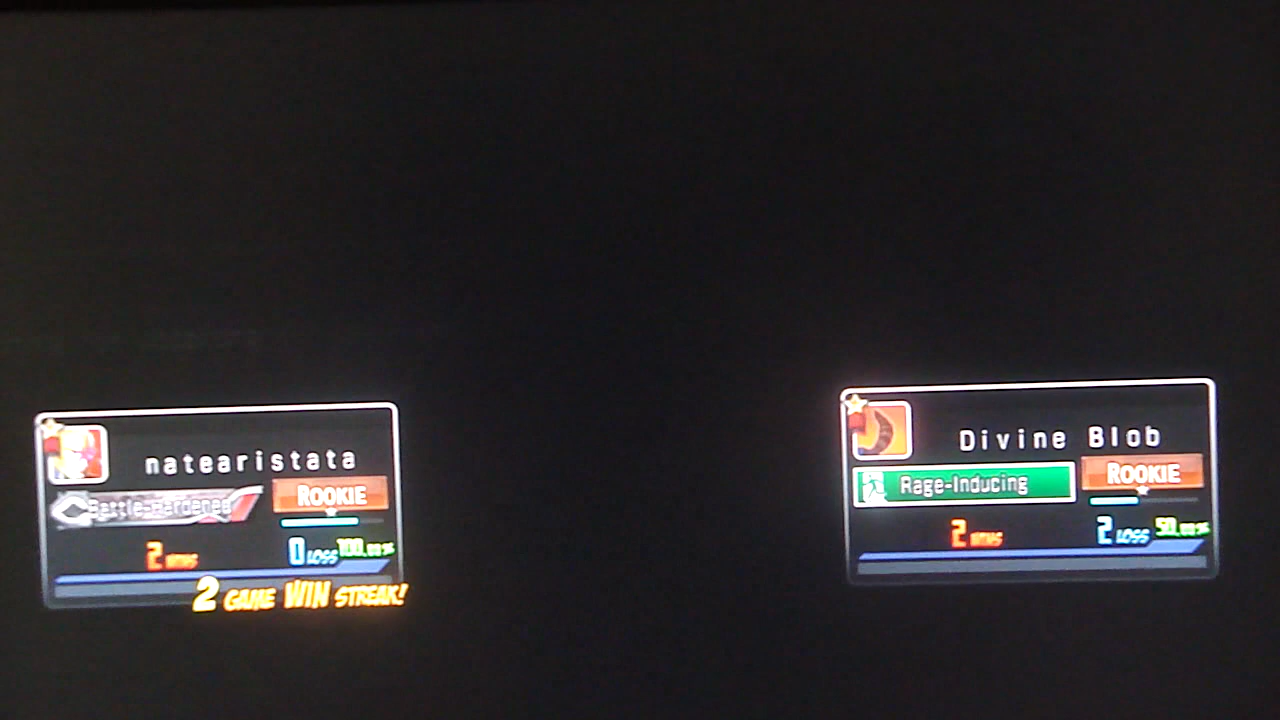 natearistata
Battle-Hardened
ROOKIE
2 WINS
0 LOSS 100.00%
2 GAME WIN STREAK!
Divine Blob
Rage-Inducing
ROOKIE
2 WINS
2 LOSS 50.00%